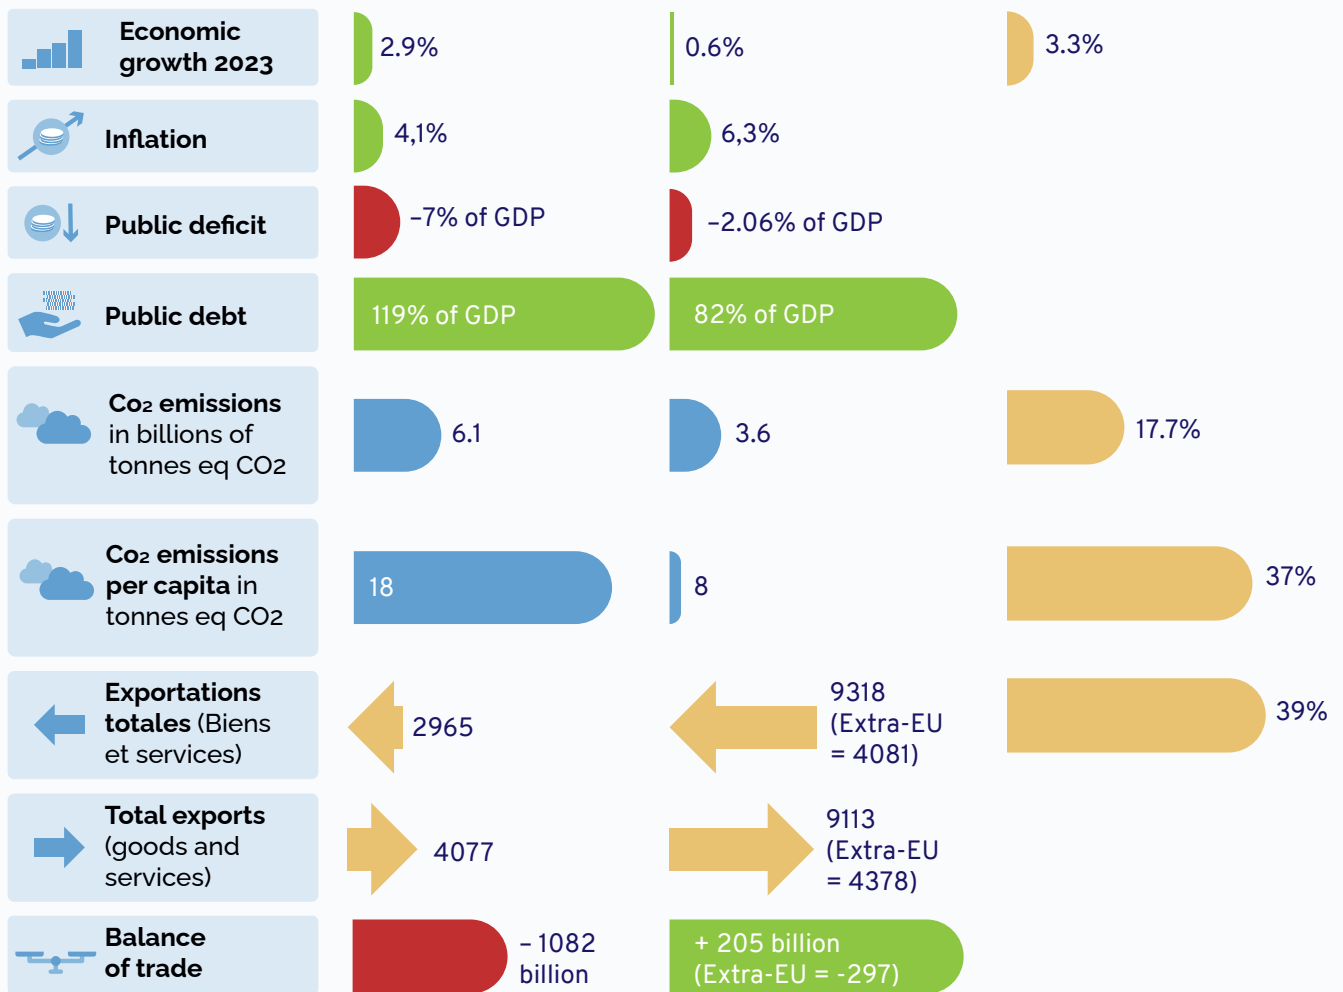 Economic
growth 2023
2.9%
0.6%
3.3%
Inflation
4,1%
6,3%
Public deficit
–7% of GDP
–2.06% of GDP
Public debt
119% of GDP
82% of GDP
Co2 emissions
in billions of
tonnes eq CO2
6.1
3.6
17.7%
Co2 emissions
per capita in
tonnes eq CO2
18
8
37%
Exportations
totales (Biens
et services)
2965
9318
(Extra-EU
= 4081)
39%
Total exports
(goods and
services)
4077
9113
(Extra-EU
= 4378)
Balance
of trade
– 1082
billion
+ 205 billion
(Extra-EU = -297)